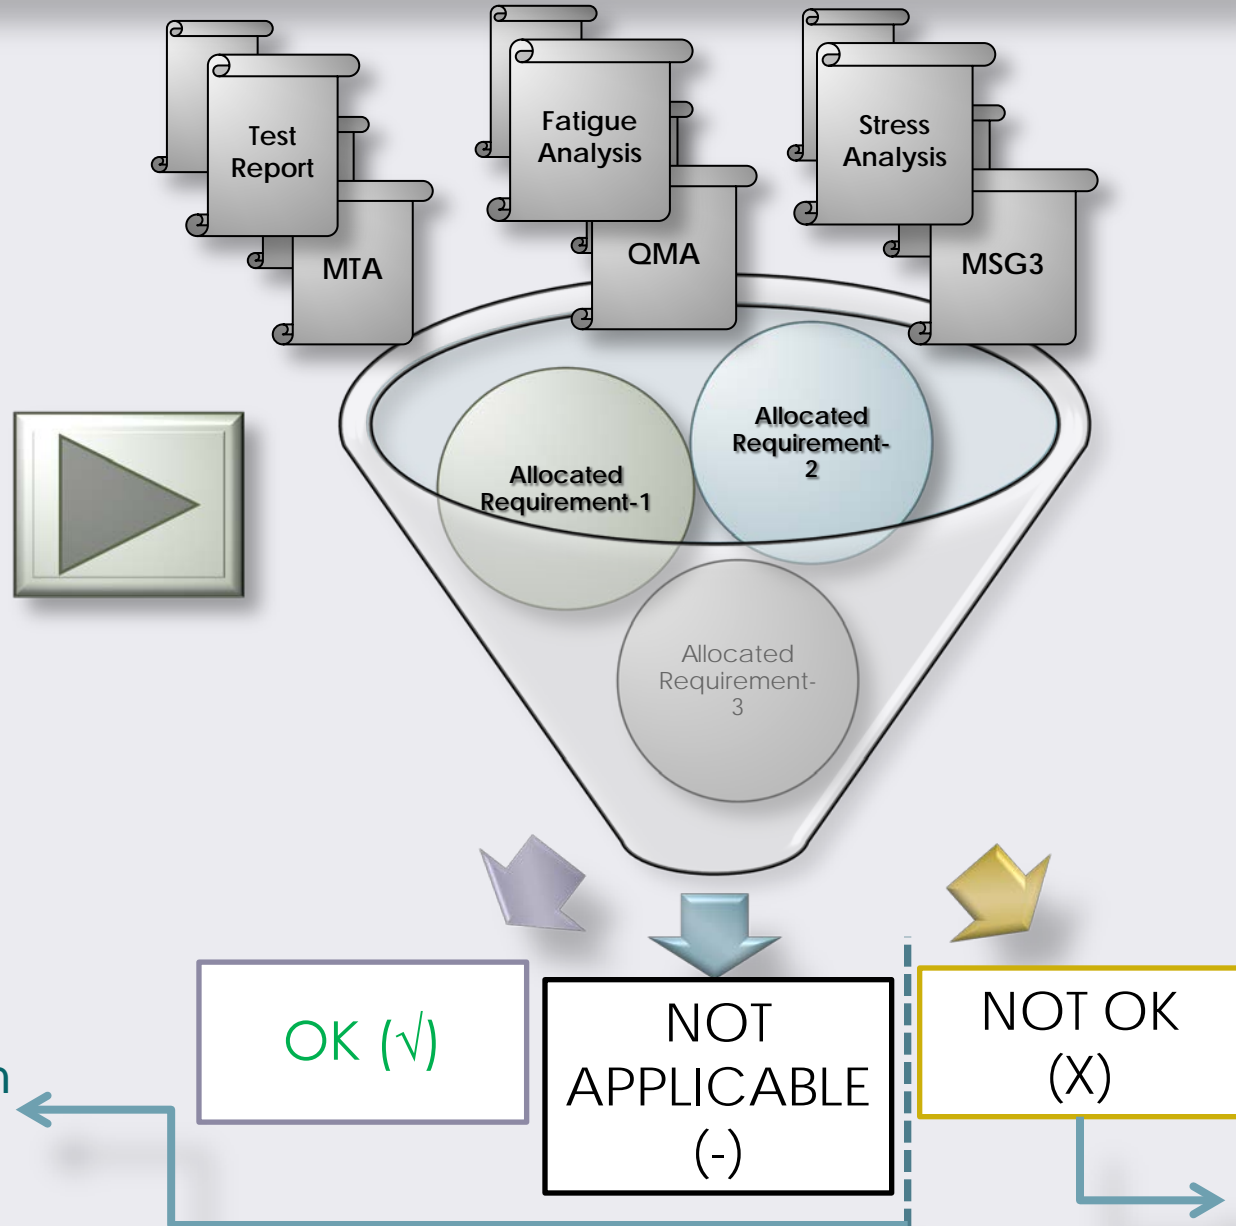 Test
Report
MTA
Fatigue
Analysis
QMA
Stress
Analysis
MSG3
Allocated
Requirement-1
Allocated
Requirement-
2
Allocated
Requirement-
3
OK (√)
NOT
APPLICABLE
(-)
NOT OK
(X)